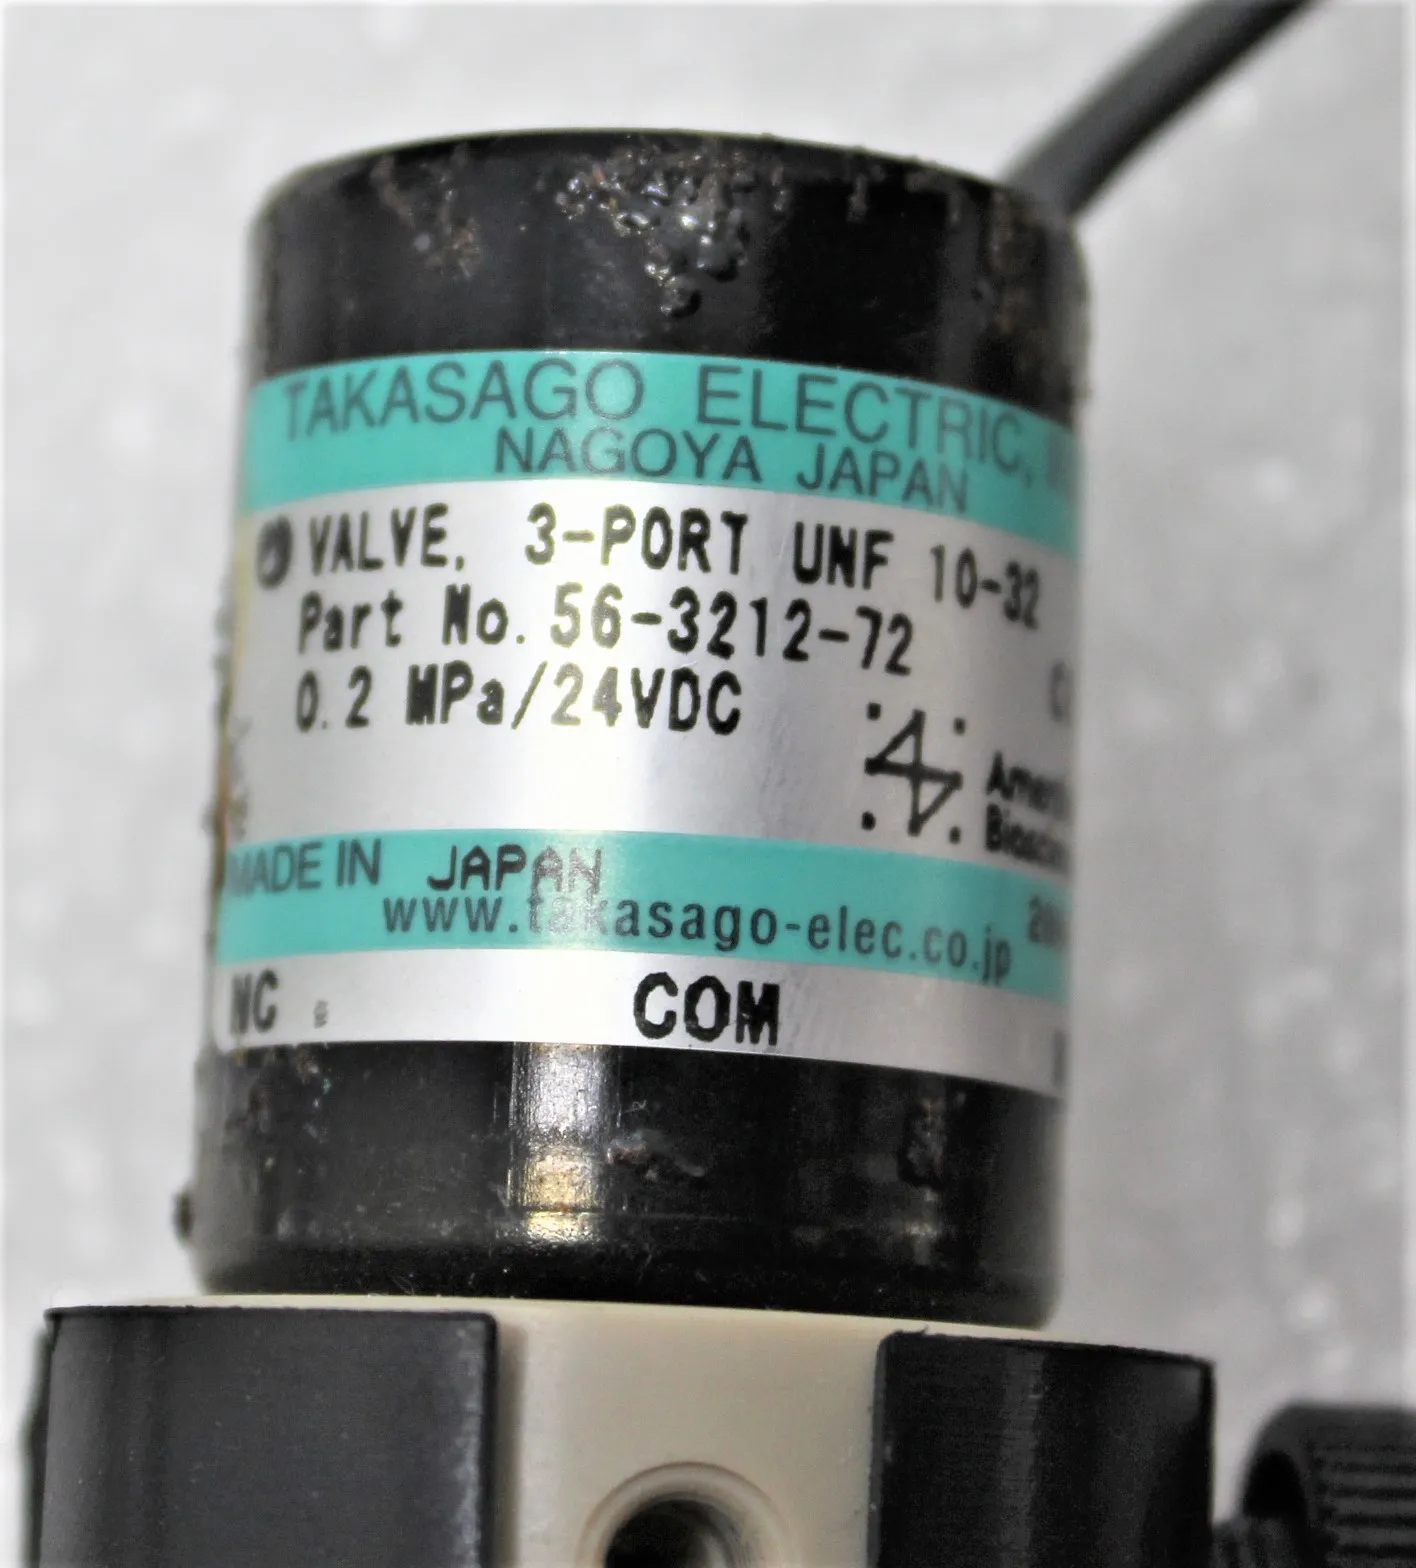 TAKASAGO ELECTRIC,
NAGOYA JAPAN
VALVE, 3-PORT UNF 10-32
Part No. 56-3212-72
0.2 MPa/24VDC
MADE IN JAPAN
www.takasago-elec.co.jp
NC
COM